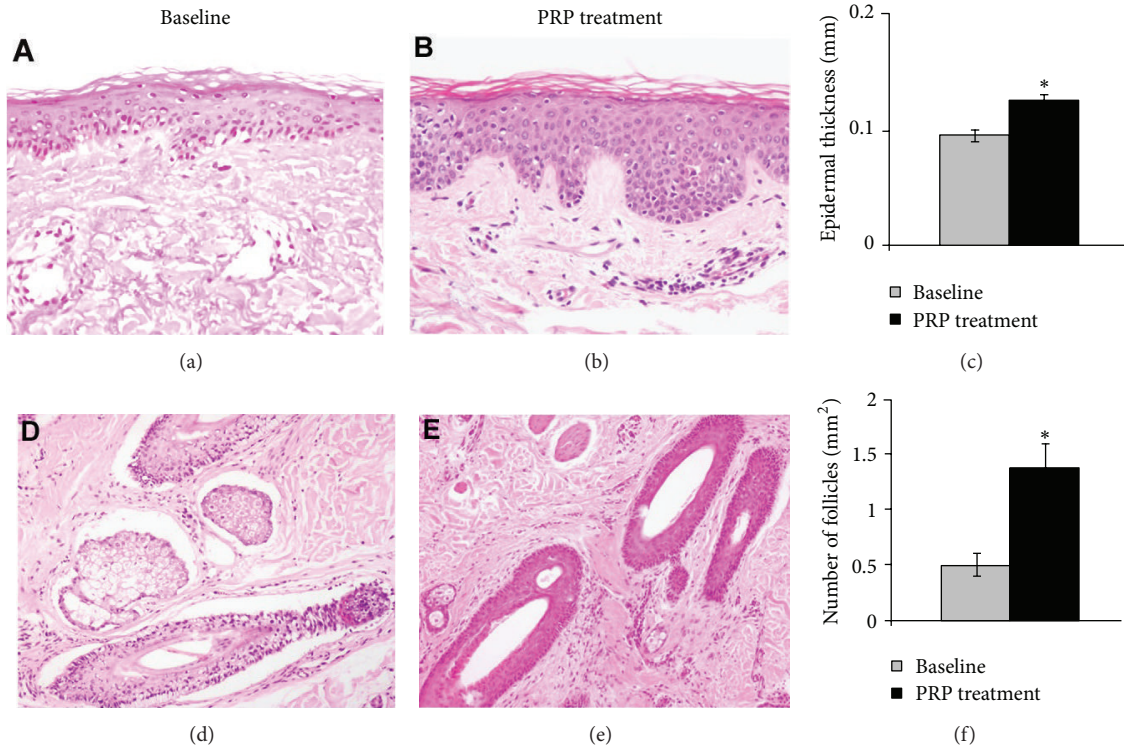 Baseline
PRP treatment
A
B
0.2
0.1
0
Epidermal thickness (mm)
*
Baseline
PRP treatment
(a)
(b)
(c)
D
E
2
1.5
1
0.5
0
Number of follicles (mm²)
*
Baseline
PRP treatment
(d)
(e)
(f)